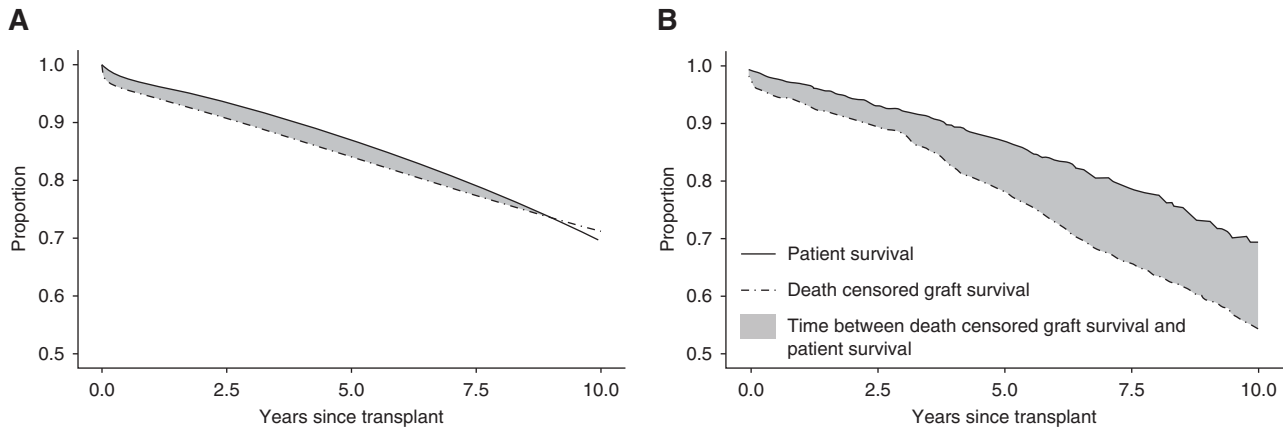 A
1.0
0.9
0.8
0.7
0.6
0.5
Proportion
0.0
2.5
5.0
7.5
10.0
Years since transplant
B
1.0
0.9
0.8
0.7
0.6
0.5
Proportion
Patient survival
Death censored graft survival
Time between death censored graft survival and
patient survival
0.0
2.5
5.0
7.5
10.0
Years since transplant